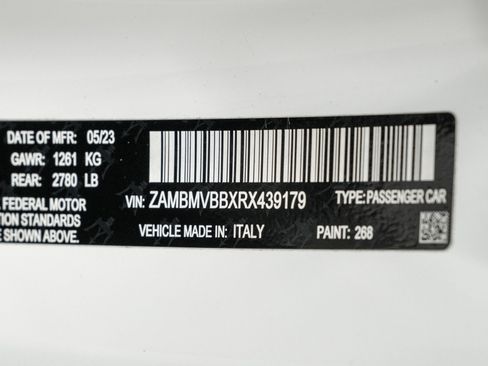 DATE OF MFR: 05/23
GAWR: 1261 KG
REAR: 2780 LB
FEDERAL MOTOR
STANDARDS
SHOWN ABOVE.
VIN: ZAMBMVBBXRX439179 TYPE: PASSENGER CAR
VEHICLE MADE IN: ITALY PAINT: 268